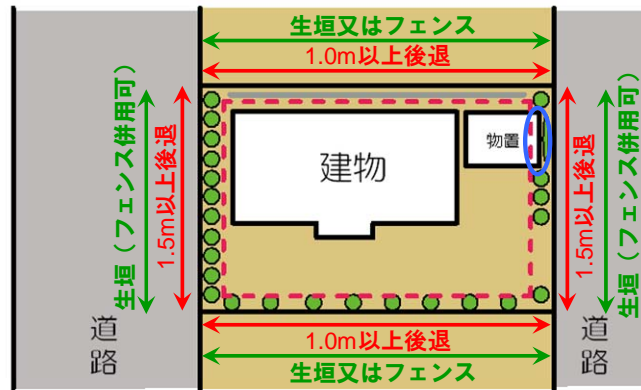 生垣又はフェンス
1.0m以上後退
生垣（フェンス併用可）
1.5m以上後退
建物
物置
1.5m以上後退
生垣（フェンス併用可）
道路
道路
1.0m以上後退
生垣又はフェンス